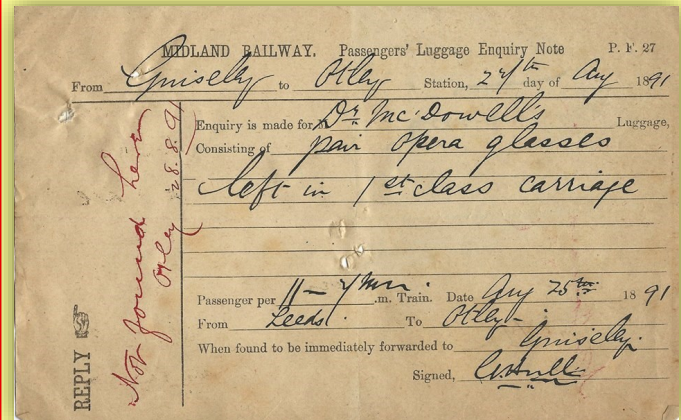 MIDLAND RAILWAY. Passengers' Luggage Enquiry Note P. F. 27
From Guiseley to Otley Station, day of Aug 1891
Enquiry is made for Dr McDowell's Luggage,
Consisting of pair opera glasses
left in 1st class carriage
Passenger per 11 .m. Train. Date Aug 25th 1891
From Leeds. To Otley
When found to be immediately forwarded to Guiseley.
Signed,
REPLY
Not found here
Otley 28.8.91